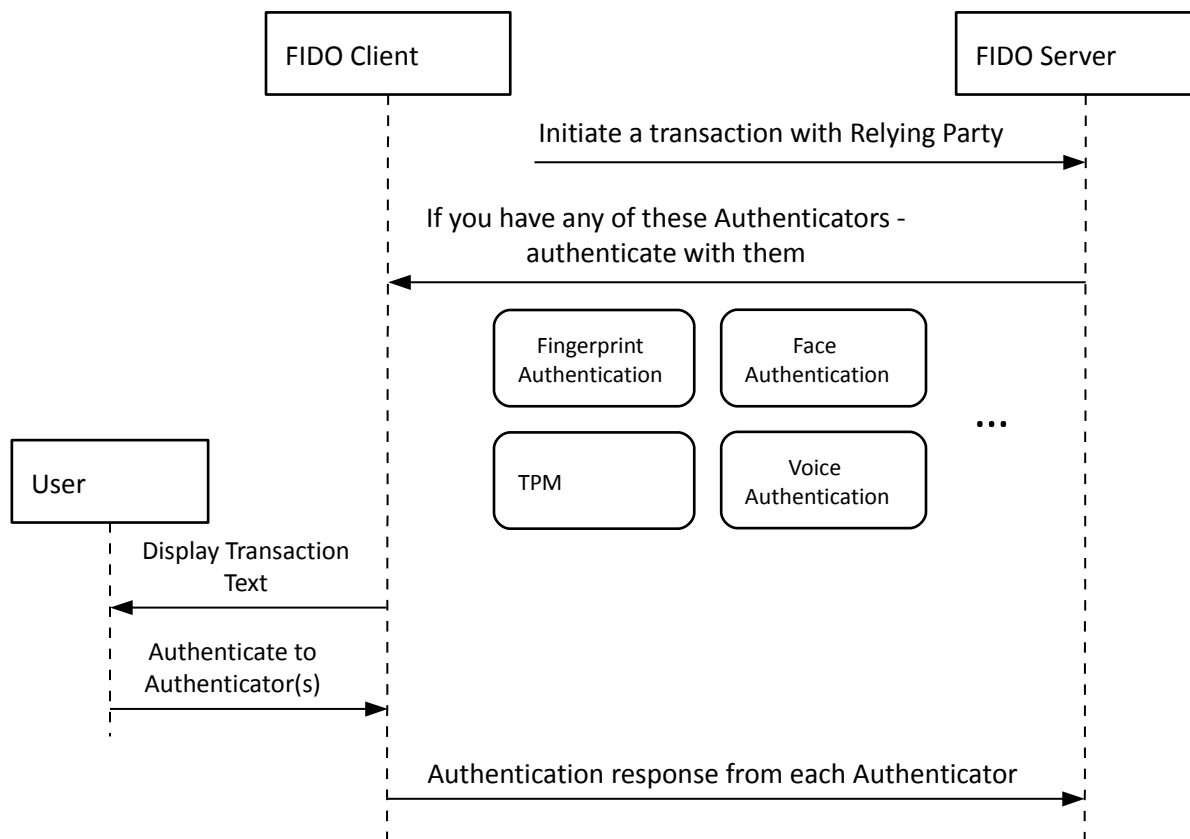 FIDO Client
FIDO Server
Initiate a transaction with Relying Party
If you have any of these Authenticators -
authenticate with them
Fingerprint
Authentication
Face
Authentication
...
User
TPM
Voice
Authentication
Display Transaction
Text
Authenticate to
Authenticator(s)
Authentication response from each Authenticator